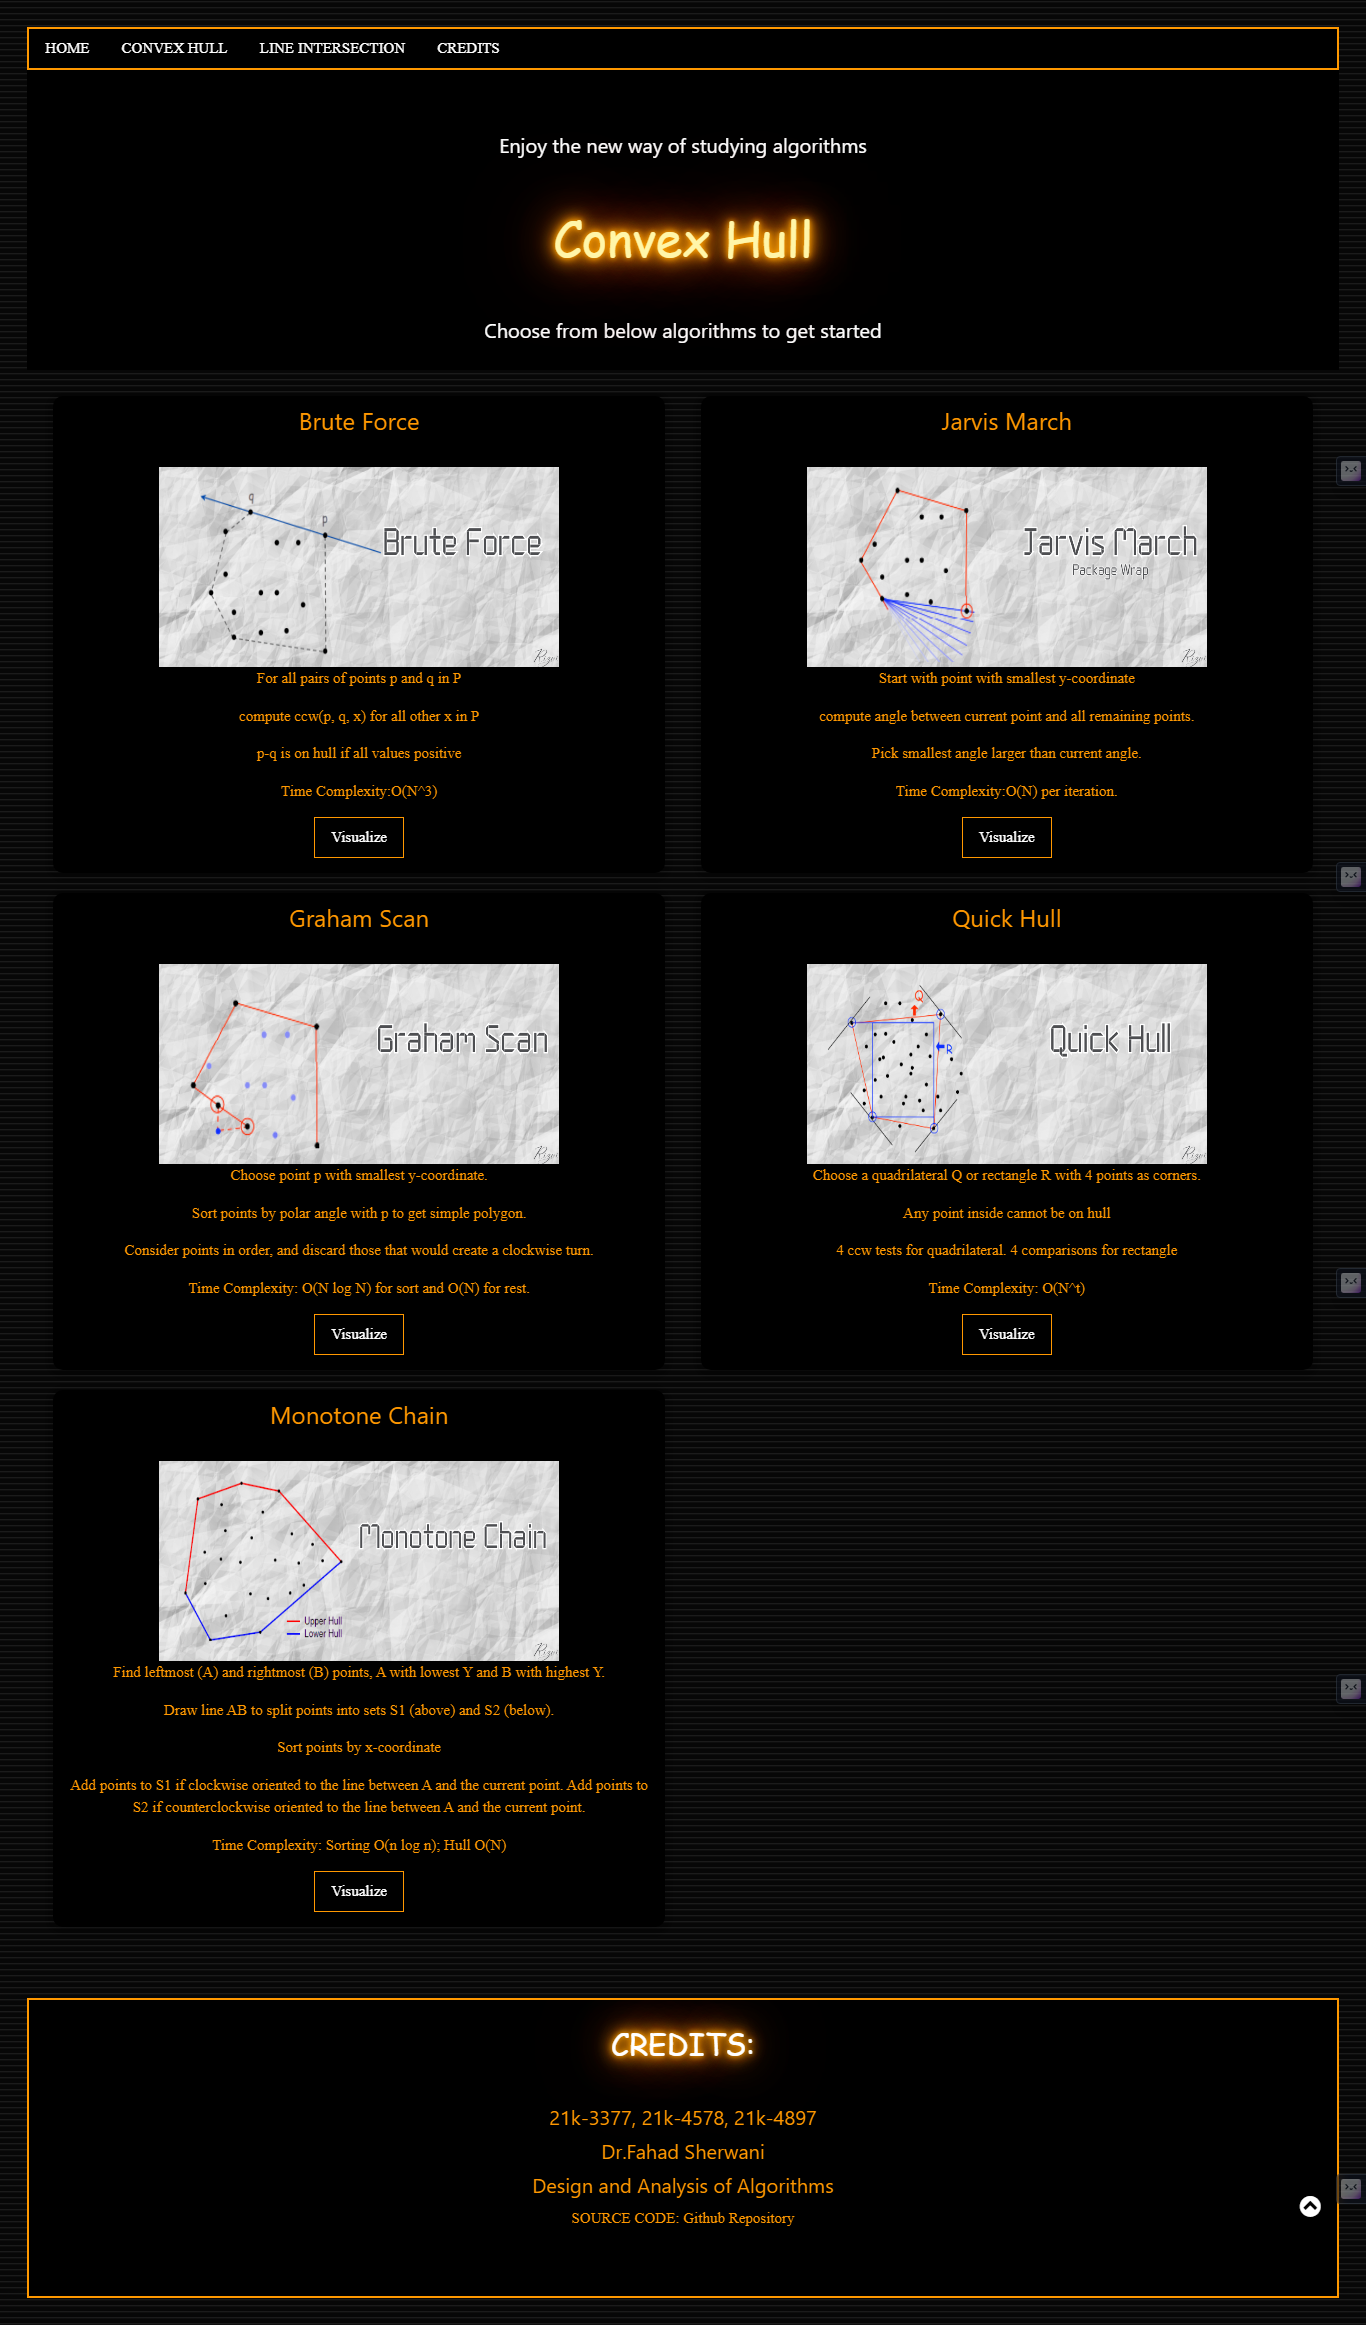 HOME CONVEX HULL LINE INTERSECTION CREDITS
Enjoy the new way of studying algorithms
Convex Hull
Choose from below algorithms to get started
Brute Force
q
p
Brute Force
Rizvi
For all pairs of points p and q in P
compute ccw(p, q, x) for all other x in P
p-q is on hull if all values positive
Time Complexity:O(N^3)
Visualize
Jarvis March
Jarvis March
Package Wrap
Rizvi
Start with point with smallest y-coordinate
compute angle between current point and all remaining points.
Pick smallest angle larger than current angle.
Time Complexity:O(N) per iteration.
Visualize
Graham Scan
Graham Scan
Rizvi
Choose point p with smallest y-coordinate.
Sort points by polar angle with p to get simple polygon.
Consider points in order, and discard those that would create a clockwise turn.
Time Complexity: O(N log N) for sort and O(N) for rest.
Visualize
Quick Hull
Q
R
Quick Hull
Rizvi
Choose a quadrilateral Q or rectangle R with 4 points as corners.
Any point inside cannot be on hull
4 ccw tests for quadrilateral. 4 comparisons for rectangle
Time Complexity: O(N^t)
Visualize
Monotone Chain
Monotone Chain
Upper Hull
Lower Hull
Rizvi
Find leftmost (A) and rightmost (B) points, A with lowest Y and B with highest Y.
Draw line AB to split points into sets S1 (above) and S2 (below).
Sort points by x-coordinate
Add points to S1 if clockwise oriented to the line between A and the current point. Add points to
S2 if counterclockwise oriented to the line between A and the current point.
Time Complexity: Sorting O(n log n); Hull O(N)
Visualize
CREDITS:
21k-3377, 21k-4578, 21k-4897
Dr.Fahad Sherwani
Design and Analysis of Algorithms
SOURCE CODE: Github Repository